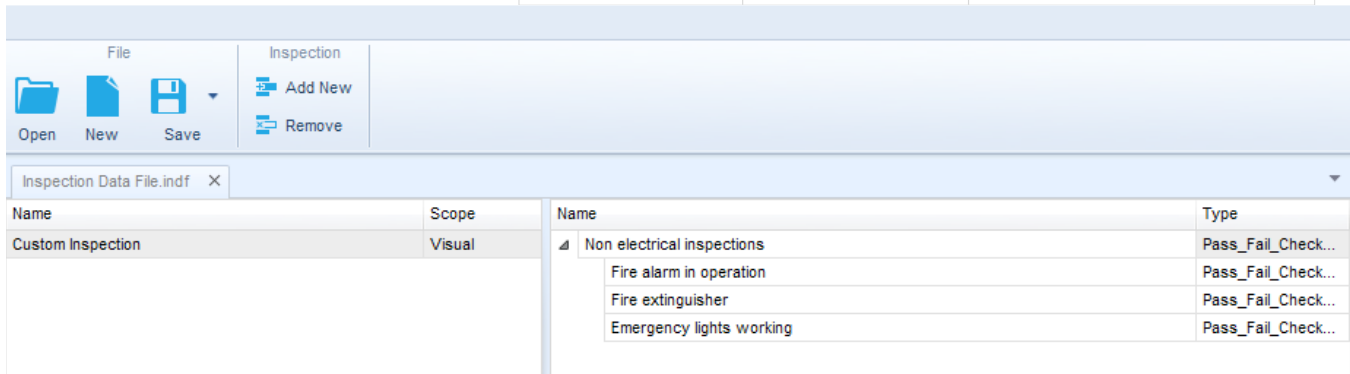 File
Inspection
Open
New
Save
Add New
Remove
Inspection Data File.indf
Name
Scope
Custom Inspection
Visual
Name
Type
Non electrical inspections
Pass_Fail_Check...
Fire alarm in operation
Pass_Fail_Check...
Fire extinguisher
Pass_Fail_Check...
Emergency lights working
Pass_Fail_Check...